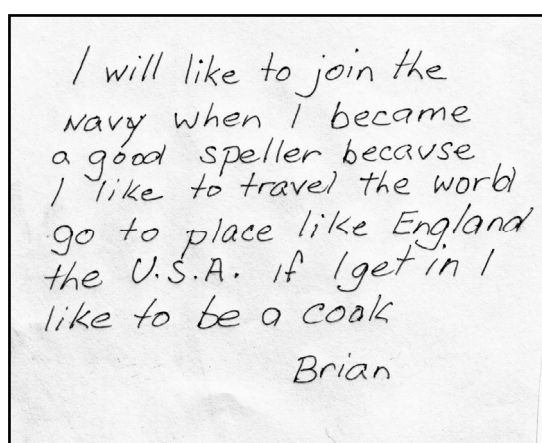 I will like to join the
Navy when I became
a good speller because
I like to travel the world
go to place like England
the U.S.A. If I get in I
like to be a cook
Brian